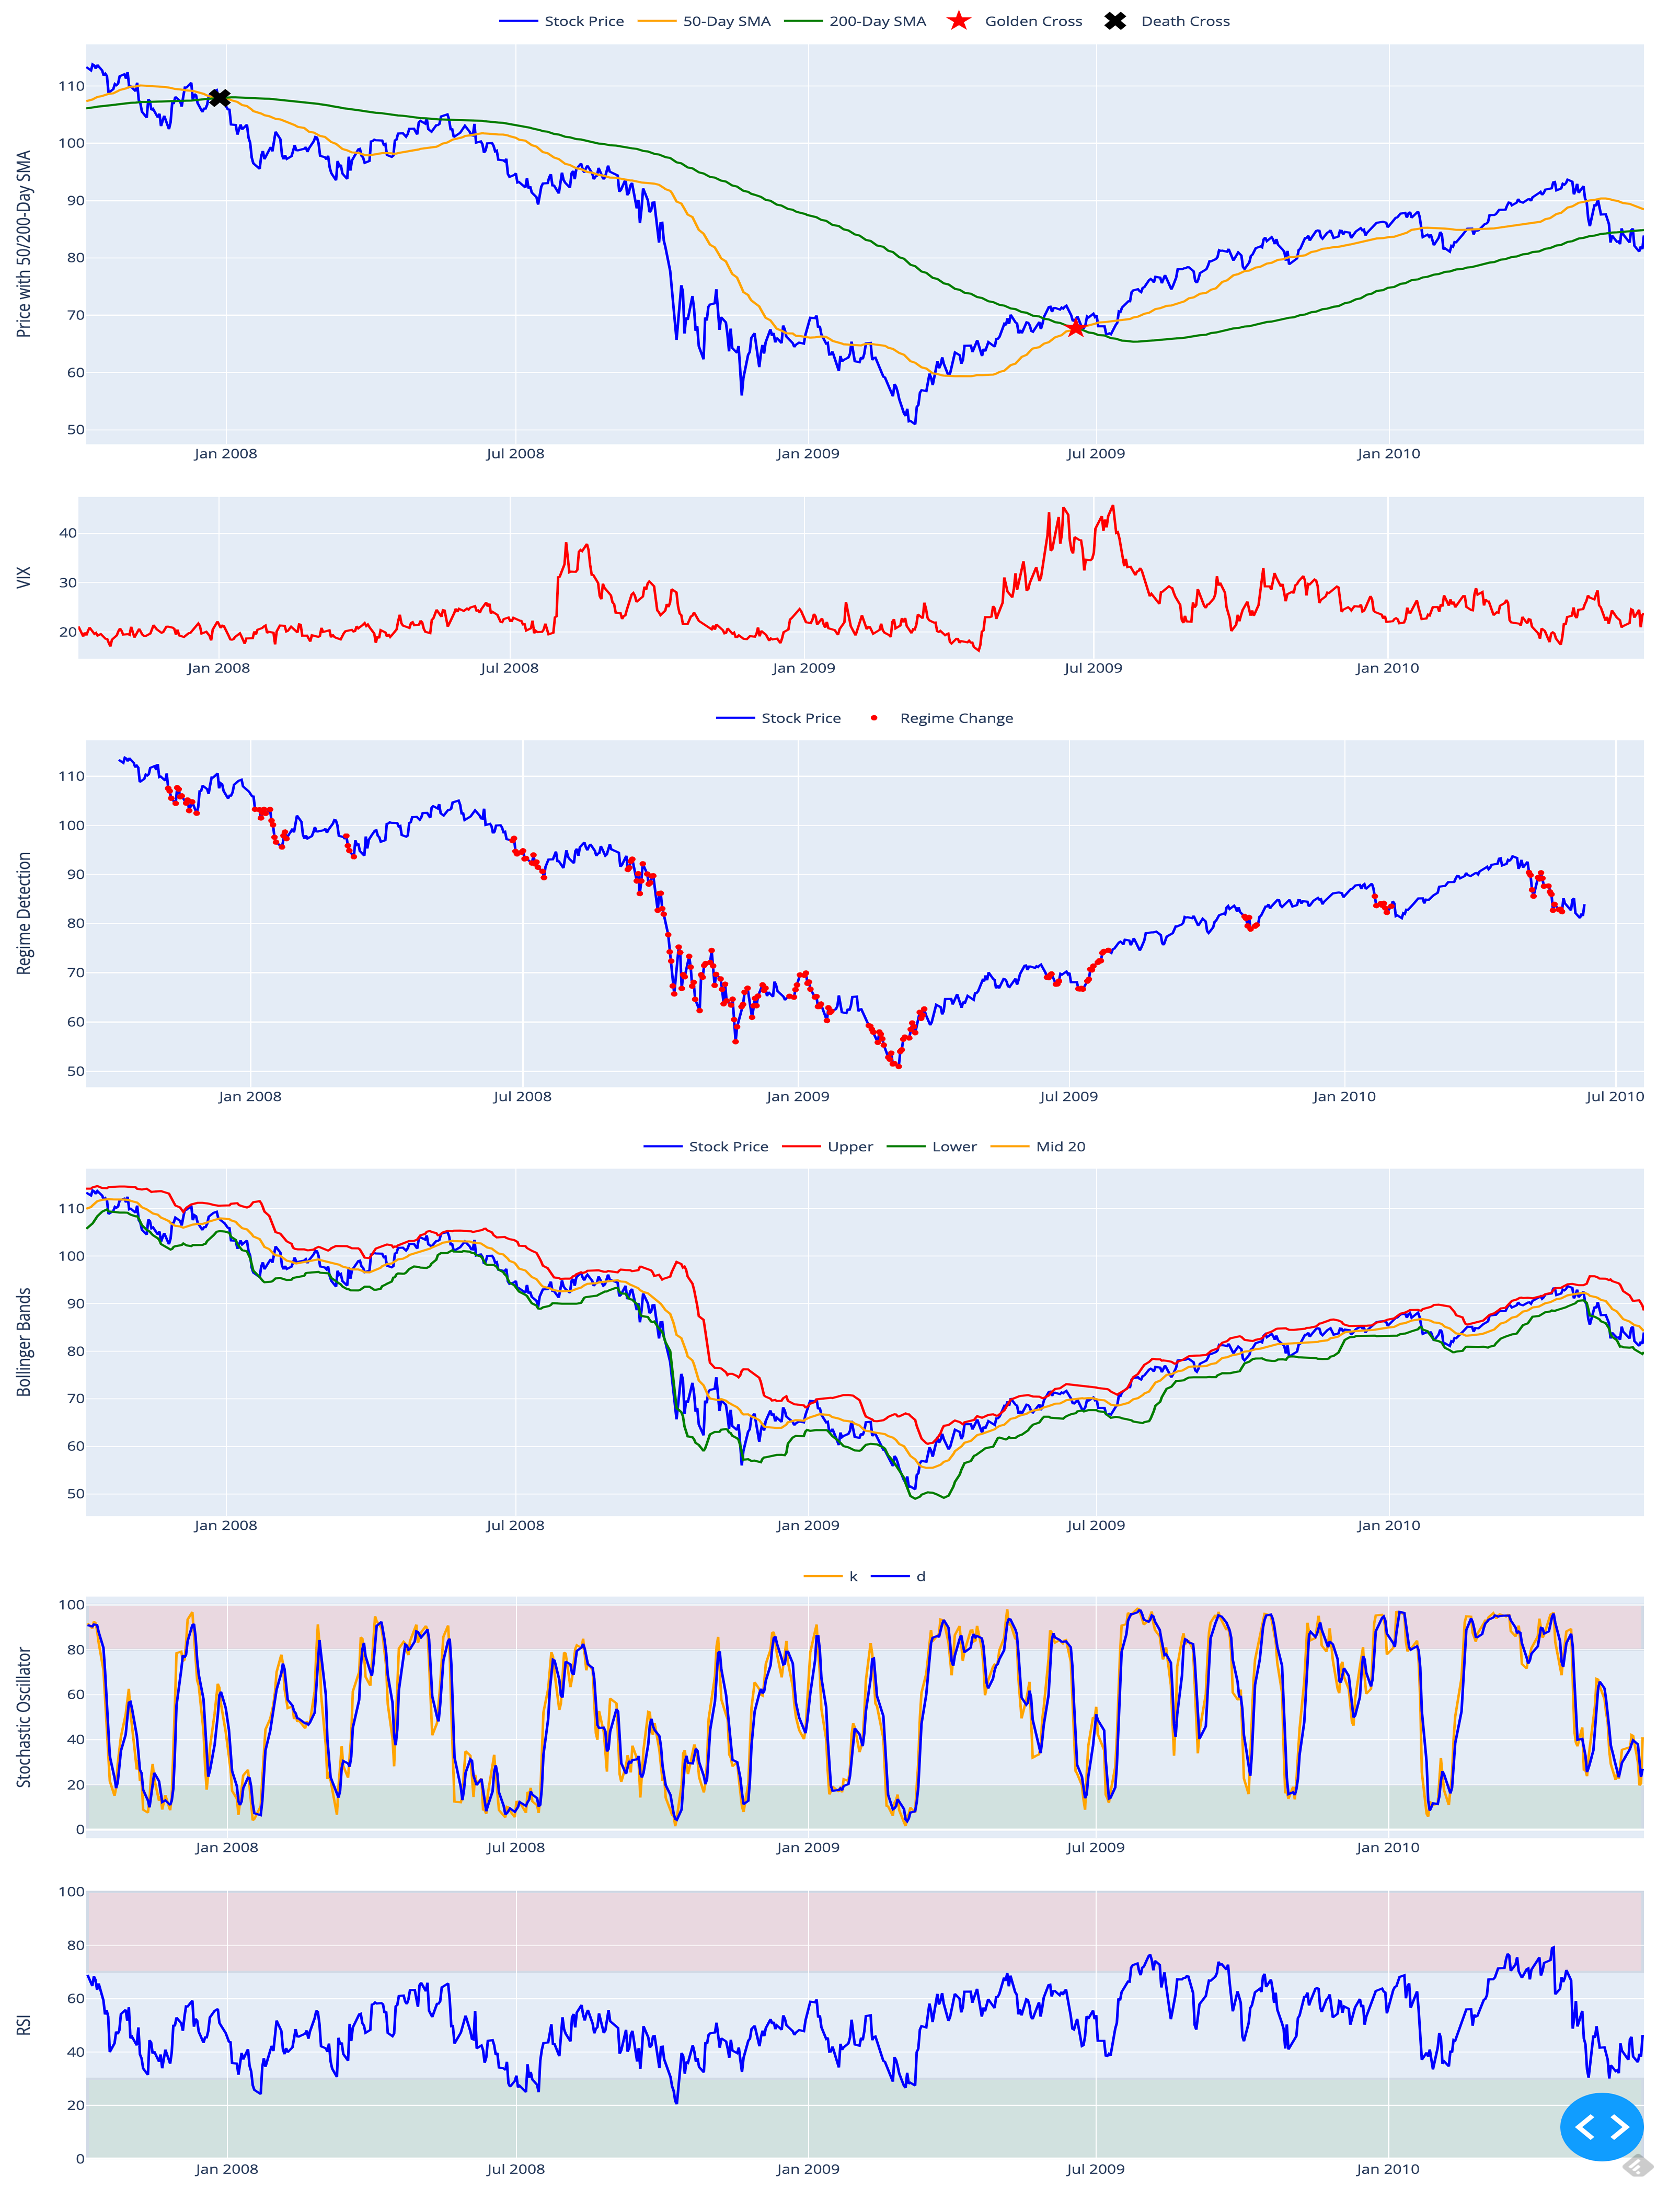 Stock Price 50-Day SMA 200-Day SMA Golden Cross Death Cross
Price with 50/200-Day SMA
110
100
90
80
70
60
50
Jan 2008 Jul 2008 Jan 2009 Jul 2009 Jan 2010
VIX
40
30
20
Jan 2008 Jul 2008 Jan 2009 Jul 2009 Jan 2010
Stock Price Regime Change
Regime Detection
110
100
90
80
70
60
50
Jan 2008 Jul 2008 Jan 2009 Jul 2009 Jan 2010 Jul 2010
Stock Price Upper Lower Mid 20
Bollinger Bands
110
100
90
80
70
60
50
Jan 2008 Jul 2008 Jan 2009 Jul 2009 Jan 2010
k d
Stochastic Oscillator
100
80
60
40
20
0
Jan 2008 Jul 2008 Jan 2009 Jul 2009 Jan 2010
RSI
100
80
60
40
20
0
Jan 2008 Jul 2008 Jan 2009 Jul 2009 Jan 2010